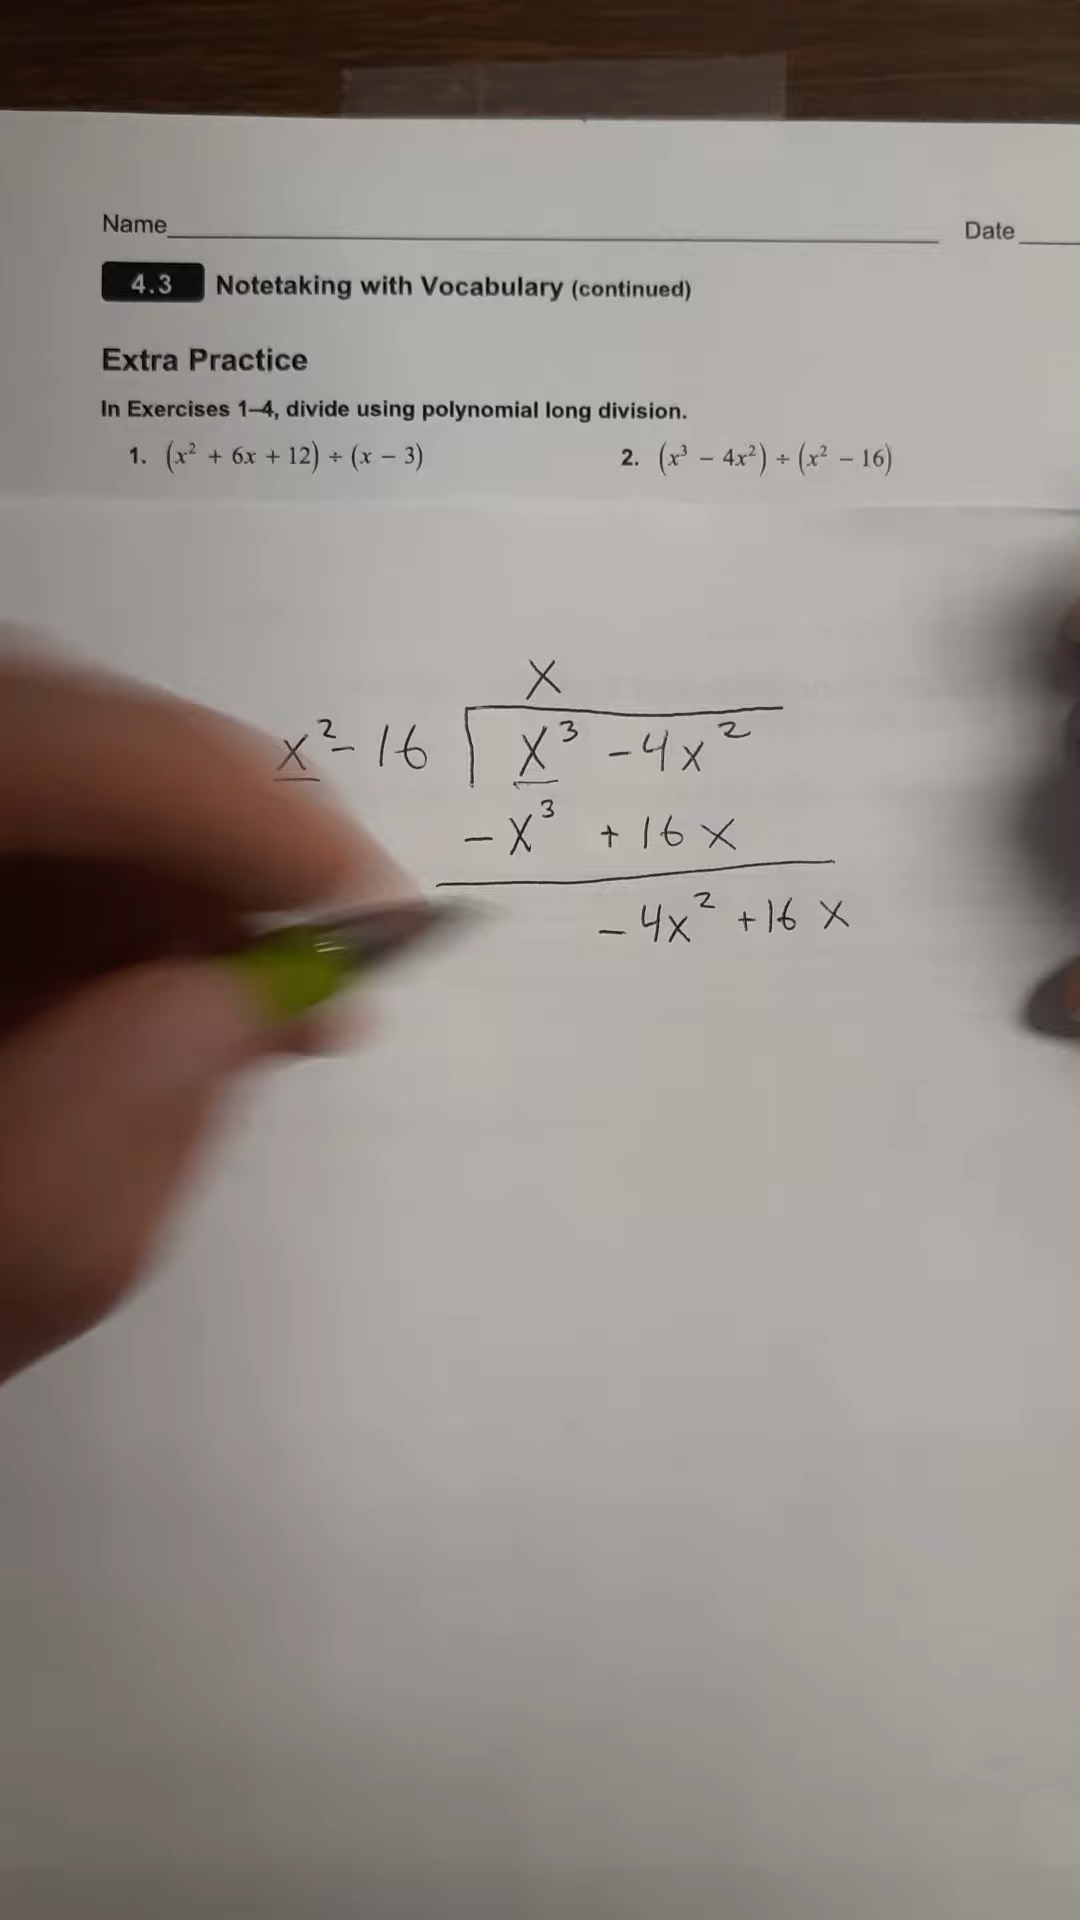 Name Date
4.3 Notetaking with Vocabulary (continued)
Extra Practice
In Exercises 1–4, divide using polynomial long division.
1. (x² + 6x + 12) ÷ (x − 3) 2. (x³ − 4x²) ÷ (x² − 16)
x
x² - 16 x³ - 4x²
- x³ + 16x
- 4x² + 16x